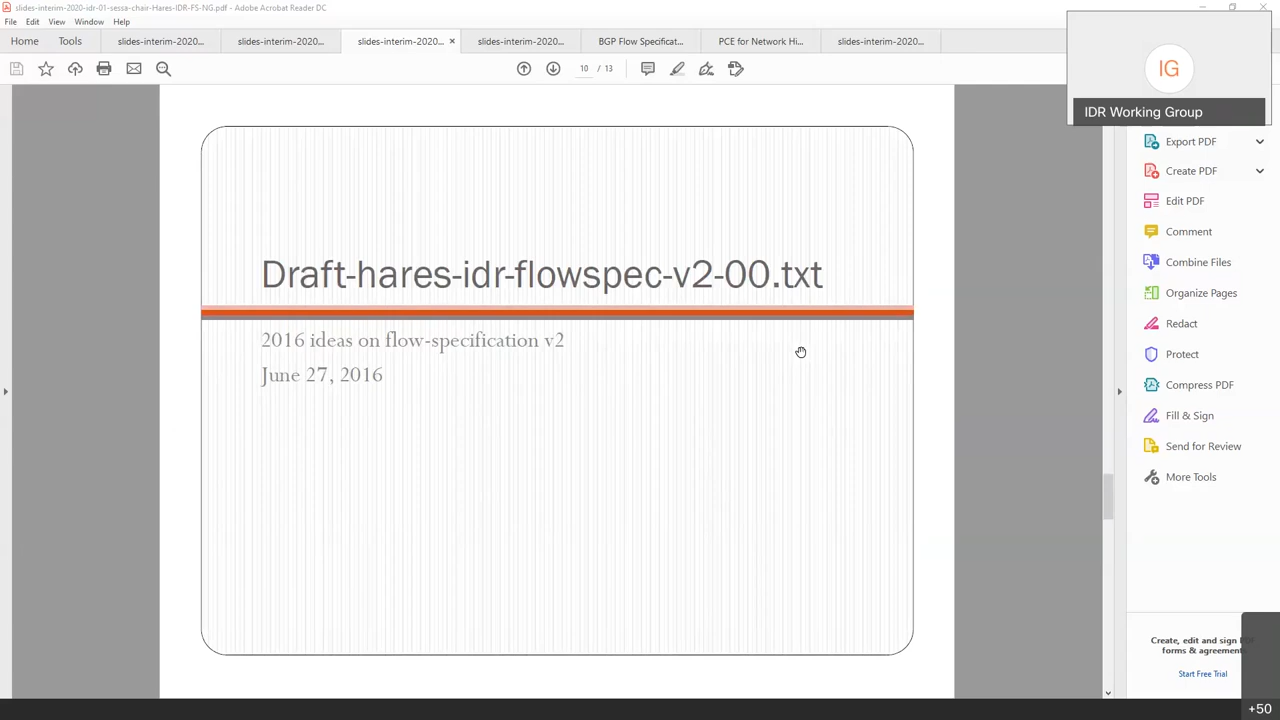 slides-interim-2020-idr-01-sessa-chair-Hares-IDR-FS-NG.pdf - Adobe Acrobat Reader DC
File Edit View Window Help
Home Tools slides-interim-2020... slides-interim-2020... slides-interim-2020... × slides-interim-2020... BGP Flow Specificat... PCE for Network Hi... slides-interim-2020...
10 / 13
IG
IDR Working Group
Draft-hares-idr-flowspec-v2-00.txt
2016 ideas on flow-specification v2
June 27, 2016
Export PDF
Create PDF
Edit PDF
Comment
Combine Files
Organize Pages
Redact
Protect
Compress PDF
Fill & Sign
Send for Review
More Tools
Create, edit and sign
forms & agreement
Start Free Trial
+50